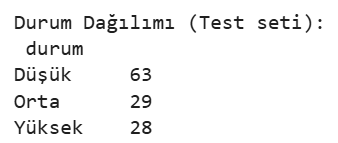 Durum Dağılımı (Test seti):
durum
Düşük 63
Orta 29
Yüksek 28